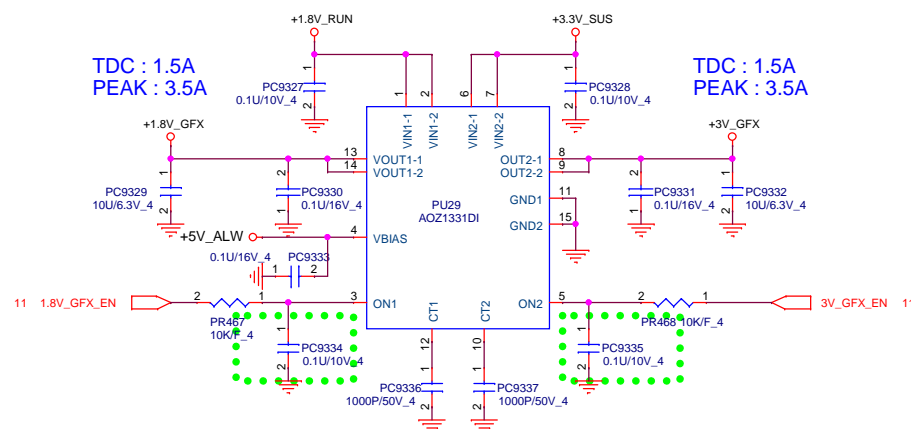 +1.8V_RUN
+3.3V_SUS
TDC : 1.5A
PEAK : 3.5A
TDC : 1.5A
PEAK : 3.5A
1
PC9327
0.1U/10V_4
2
1
2
6
7
1
PC9328
0.1U/10V_4
2
VIN1-1
VIN1-2
VIN2-1
VIN2-2
+1.8V_GFX
+3V_GFX
13
VOUT1-1
14
VOUT1-2
8
OUT2-1
9
OUT2-2
1
PC9329
10U/6.3V_4
2
2
PC9330
0.1U/16V_4
1
PU29
AOZ1331DI
11
GND1
15
GND2
2
PC9331
0.1U/16V_4
1
1
PC9332
10U/6.3V_4
2
+5V_ALW
4
VBIAS
0.1U/16V_4
PC9333
1
2
11
1.8V_GFX_EN
2
1
PR467
10K/F_4
3
ON1
5
ON2
2
1
PR468 10K/F_4
3V_GFX_EN
CT1
CT2
1
PC9334
0.1U/10V_4
2
1
PC9335
0.1U/10V_4
2
12
10
1
PC9336
1000P/50V_4
2
1
PC9337
1000P/50V_4
2